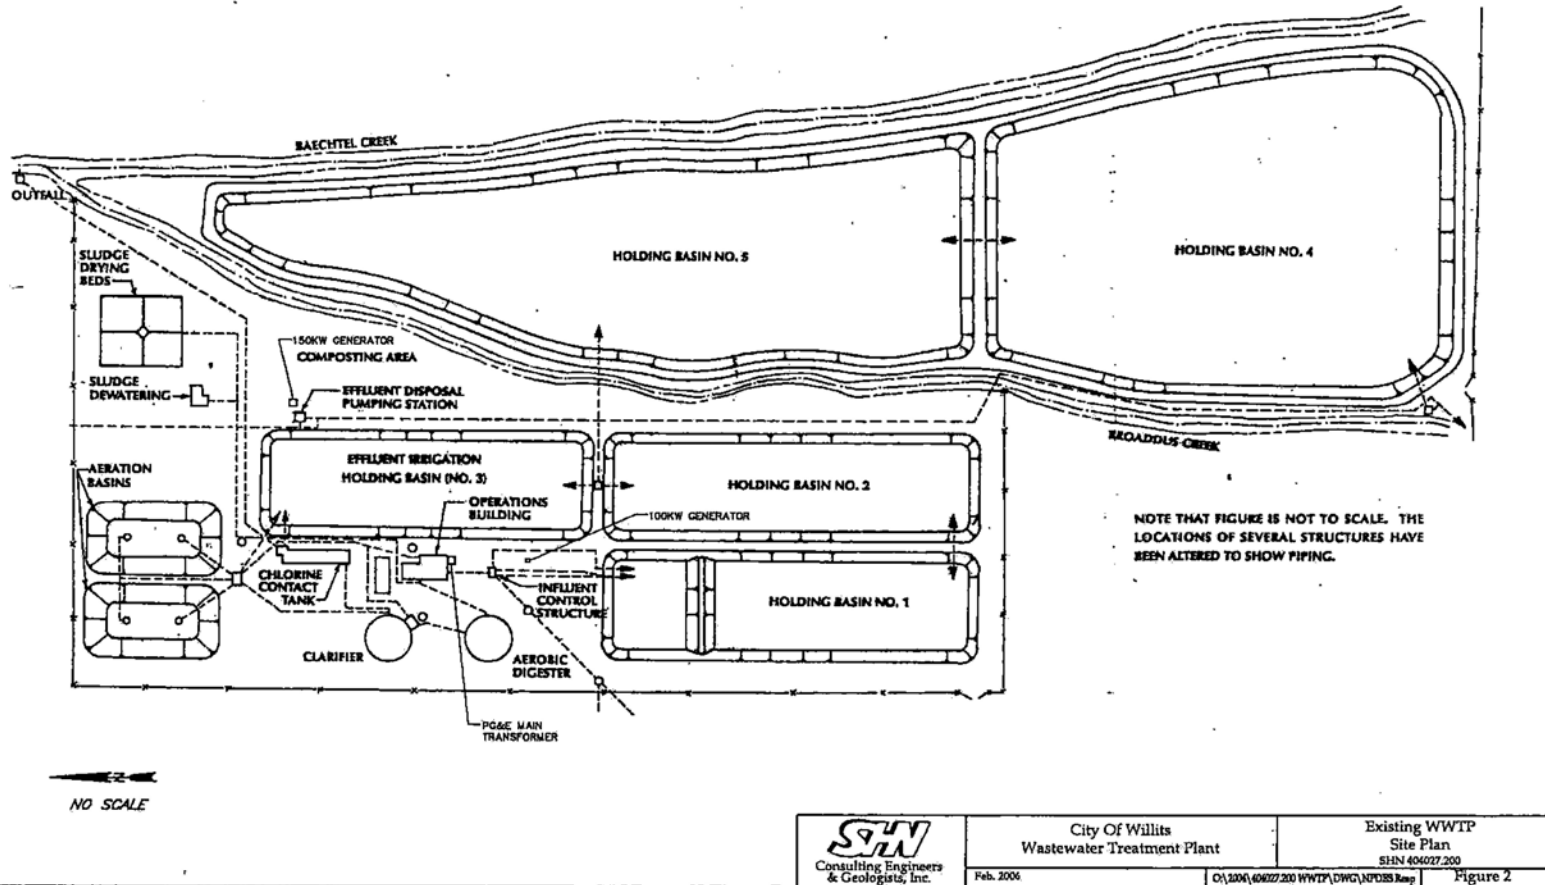 BAECHTEL CREEK
OUTFALL
SLUDGE
DRYING
BEDS
HOLDING BASIN NO. 5
HOLDING BASIN NO. 4
150KW GENERATOR
COMPOSTING AREA
SLUDGE
DEWATERING
EFFLUENT DISPOSAL
PUMPING STATION
BROADDUS CREEK
AERATION
BASINS
EFFLUENT IRRIGATION
HOLDING BASIN (NO. 3)
OPERATIONS
BUILDING
HOLDING BASIN NO. 2
100KW GENERATOR
NOTE THAT FIGURE IS NOT TO SCALE. THE
LOCATIONS OF SEVERAL STRUCTURES HAVE
BEEN ALTERED TO SHOW PIPING.
CHLORINE
CONTACT
TANK
INFLUENT
CONTROL
STRUCTURE
HOLDING BASIN NO. 1
CLARIFIER
AEROBIC
DIGESTER
PG&E MAIN
TRANSFORMER
Z
NO SCALE
SHN
Consulting Engineers
& Geologists, Inc.
City Of Willits
Wastewater Treatment Plant
Existing WWTP
Site Plan
SHN 404027.200
Feb. 2006
Figure 2